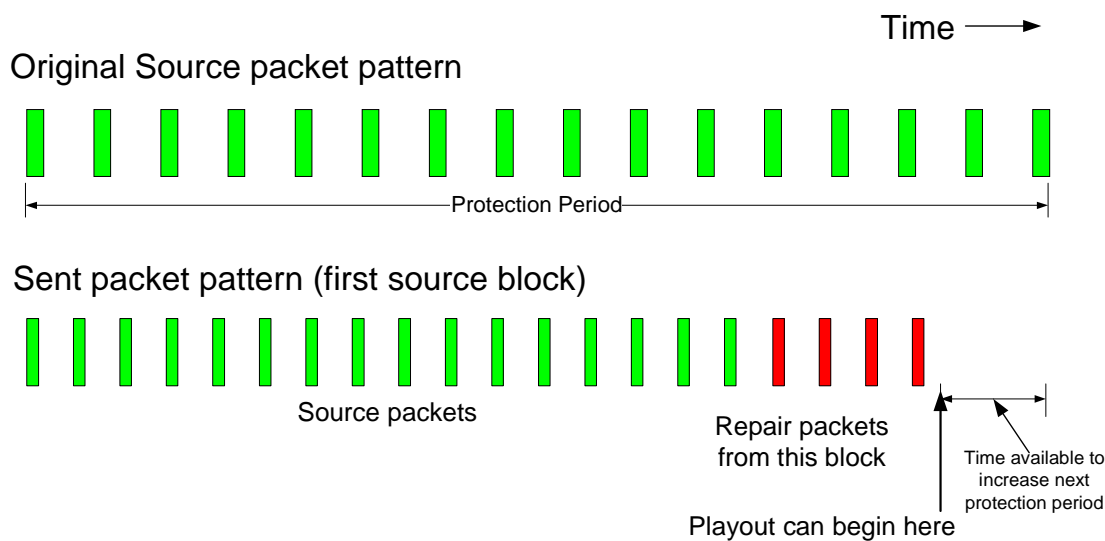 Time
Original Source packet pattern
Protection Period
Sent packet pattern (first source block)
Source packets
Repair packets
from this block
Time available to
increase next
protection period
Playout can begin here